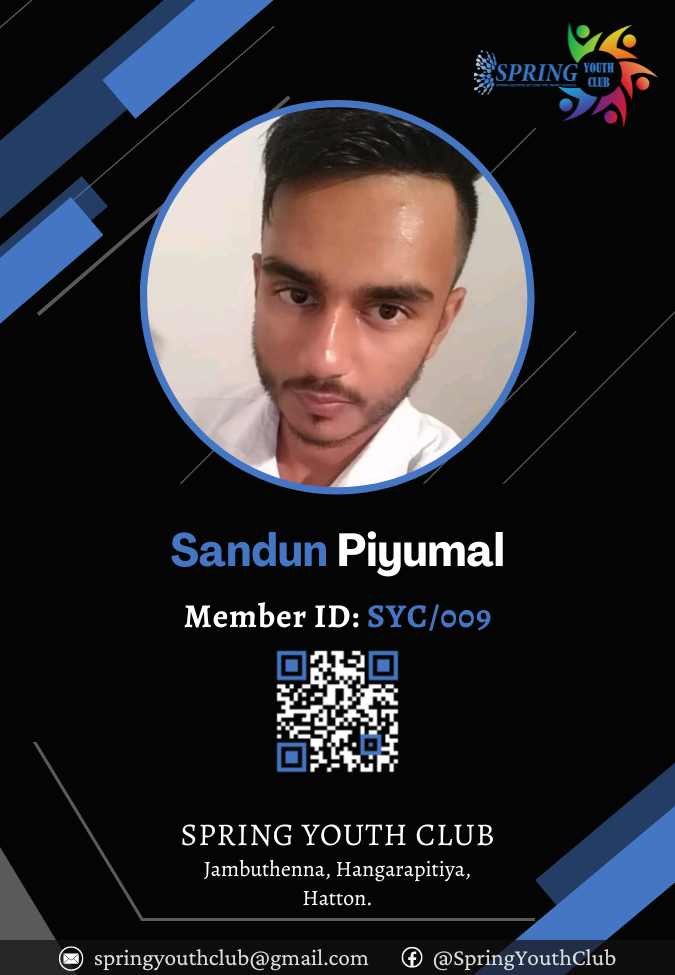 SPRING YOUTH
CLUB
Sandun Piyumal
Member ID: SYC/009
SPRING YOUTH CLUB
Jambuthenna, Hangarapitiya,
Hatton.
springyouthclub@gmail.com @SpringYouthClub